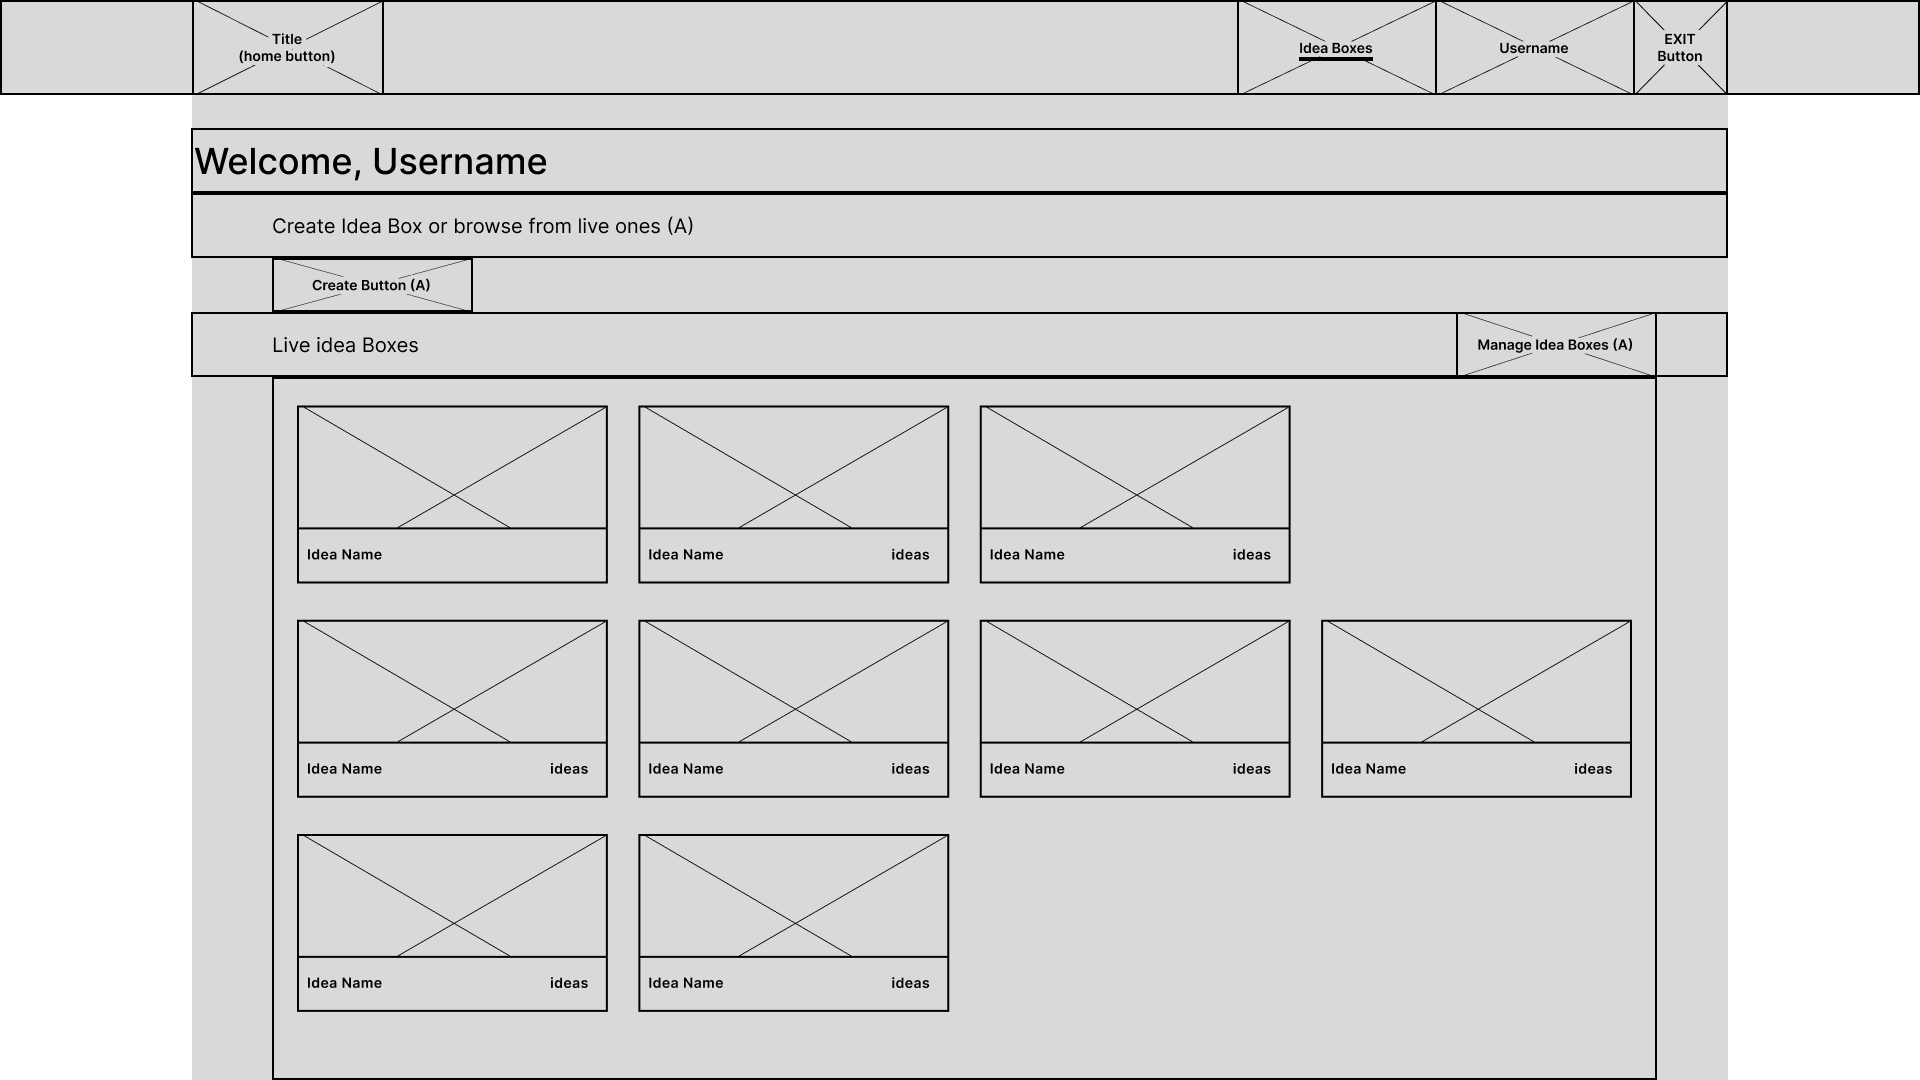 Title
(home button)
Idea Boxes
Username
EXIT
Button
Welcome, Username
Create Idea Box or browse from live ones (A)
Create Button (A)
Live idea Boxes
Manage Idea Boxes (A)
Idea Name
Idea Name ideas
Idea Name ideas
Idea Name ideas
Idea Name ideas
Idea Name ideas
Idea Name ideas
Idea Name ideas
Idea Name ideas